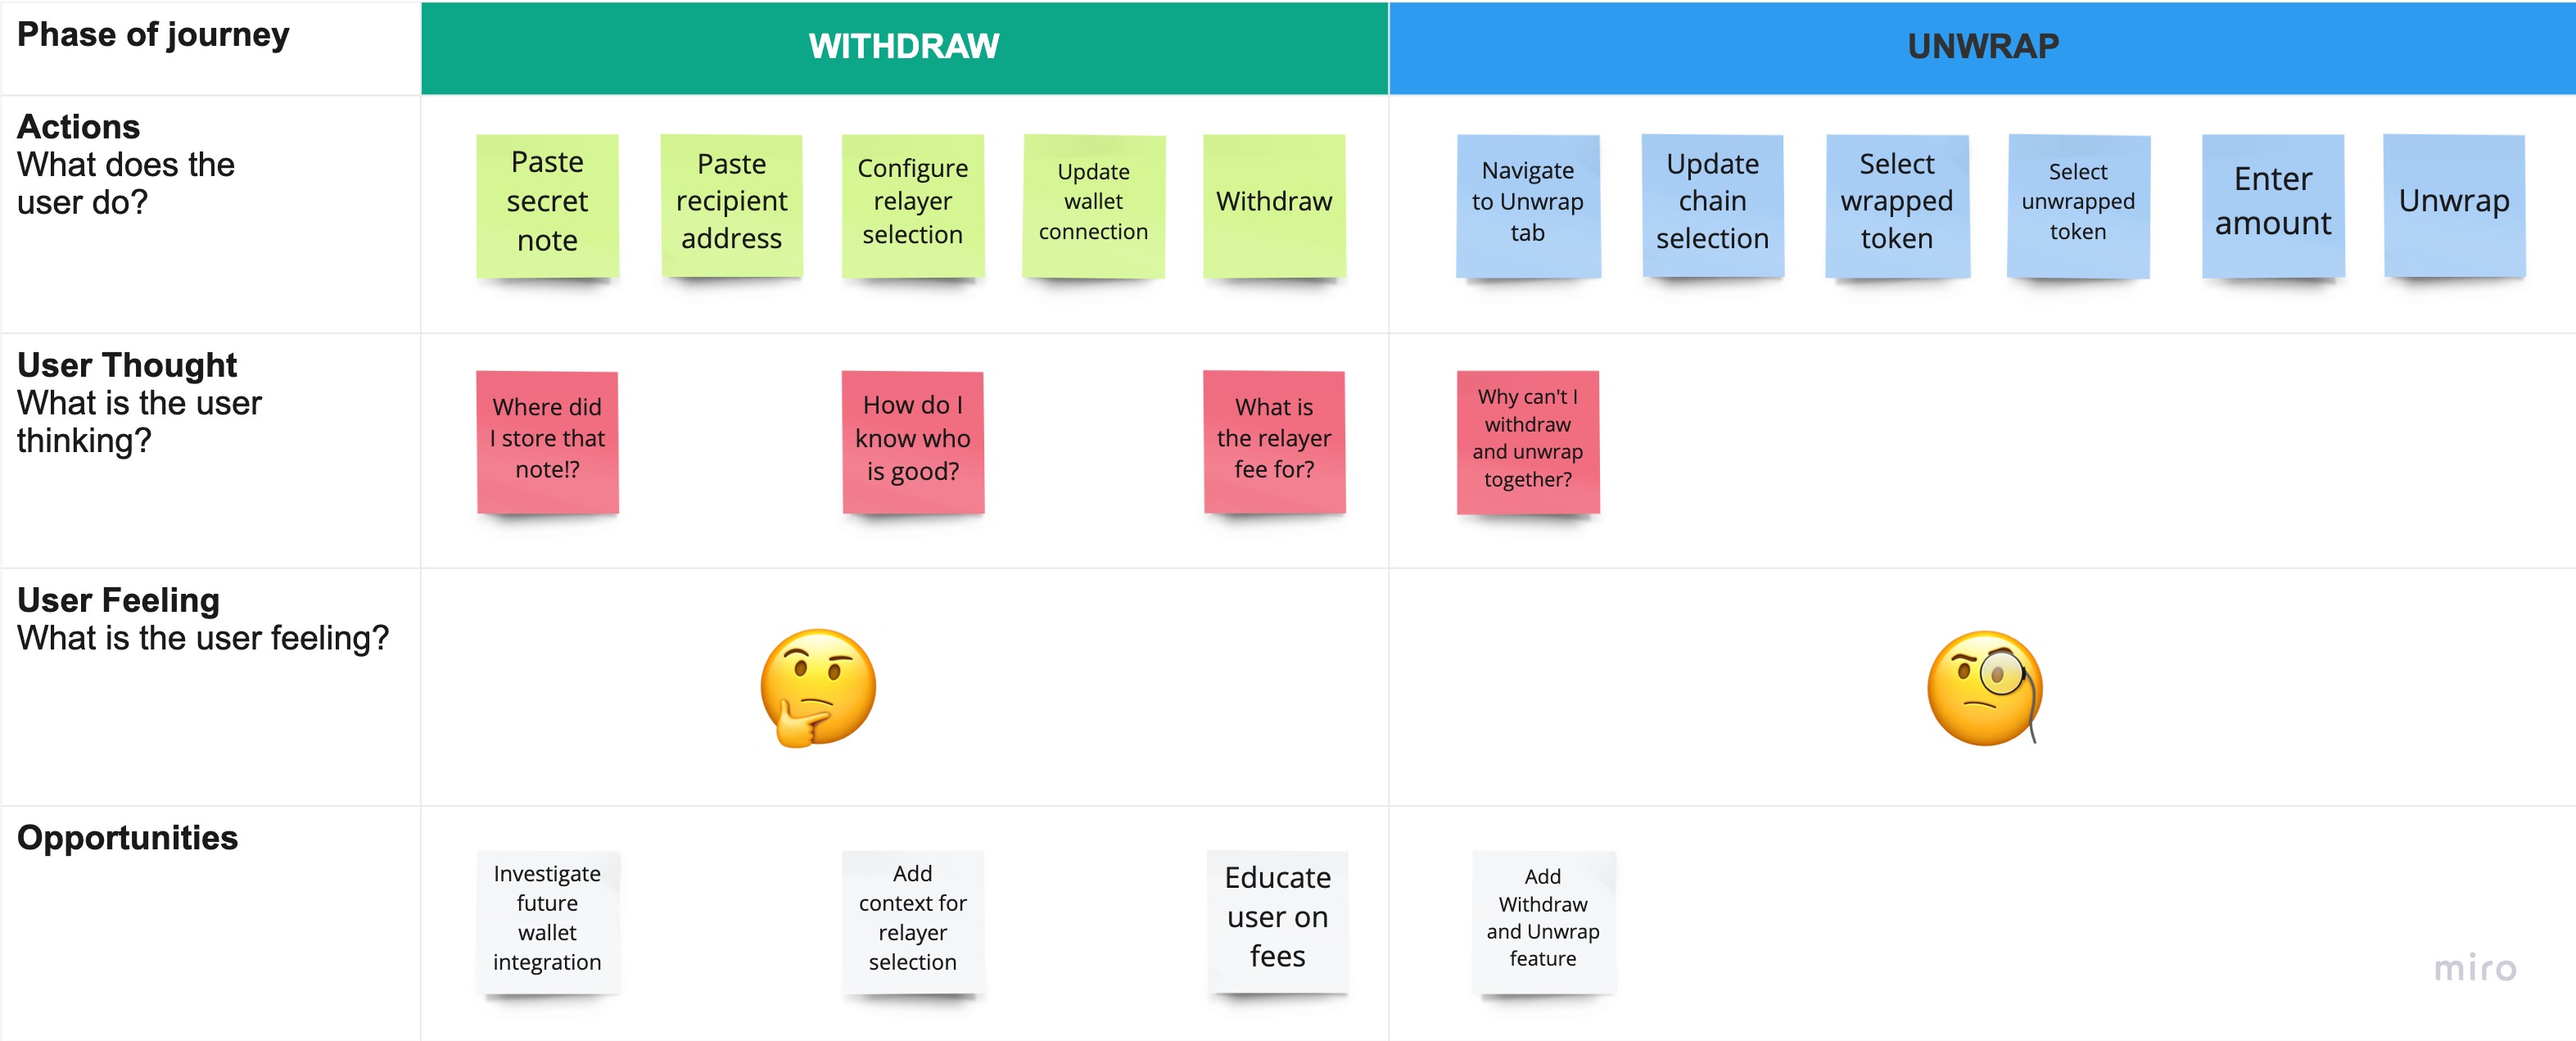 Phase of journey
WITHDRAW
UNWRAP
Actions
What does the
user do?
Paste
secret
note
Paste
recipient
address
Configure
relayer
selection
Update
wallet
connection
Withdraw
Navigate
to Unwrap
tab
Update
chain
selection
Select
wrapped
token
Select
unwrapped
token
Enter
amount
Unwrap
User Thought
What is the user
thinking?
Where did
I store that
note!?
How do I
know who
is good?
What is
the relayer
fee for?
Why can't I
withdraw
and unwrap
together?
User Feeling
What is the user feeling?
Opportunities
Investigate
future
wallet
integration
Add
context for
relayer
selection
Educate
user on
fees
Add
Withdraw
and Unwrap
feature
miro